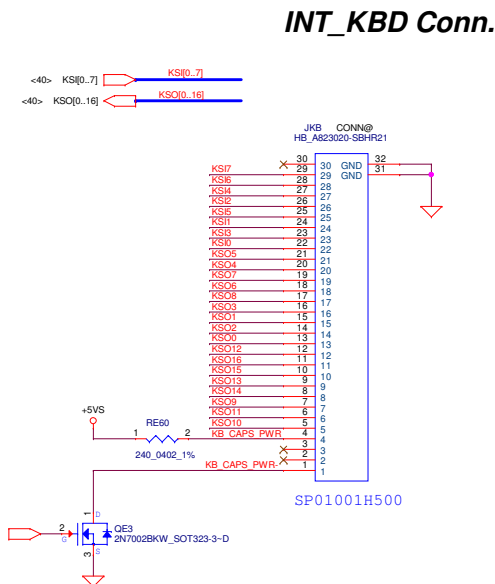 INT_KBD Conn.
<40> KSI[0..7] KSI[0..7]
<40> KSO[0..16] KSO[0..16]
JKB CONN@
HB_A823020-SBHR21
30 30 GND 32
KSI7 29 29 GND 31
KSI6 28 28
KSI4 27 27
KSI2 26 26
KSI5 25 25
KSI1 24 24
KSI3 23 23
KSI0 22 22
KSO5 21 21
KSO4 20 20
KSO7 19 19
KSO6 18 18
KSO8 17 17
KSO3 16 16
KSO1 15 15
KSO2 14 14
KSO0 13 13
KSO12 12 12
KSO16 11 11
KSO15 10 10
KSO13 9 9
KSO14 8 8
KSO9 7 7
KSO11 6 6
KSO10 5 5
+5VS RE60 1 2 KB_CAPS_PWR 4 4
240_0402_1%
3 3
2 2
KB_CAPS_PWR- 1 1
SP01001H500
1 D
2 G
3 S
QE3
2N7002BKW_SOT323-3~D